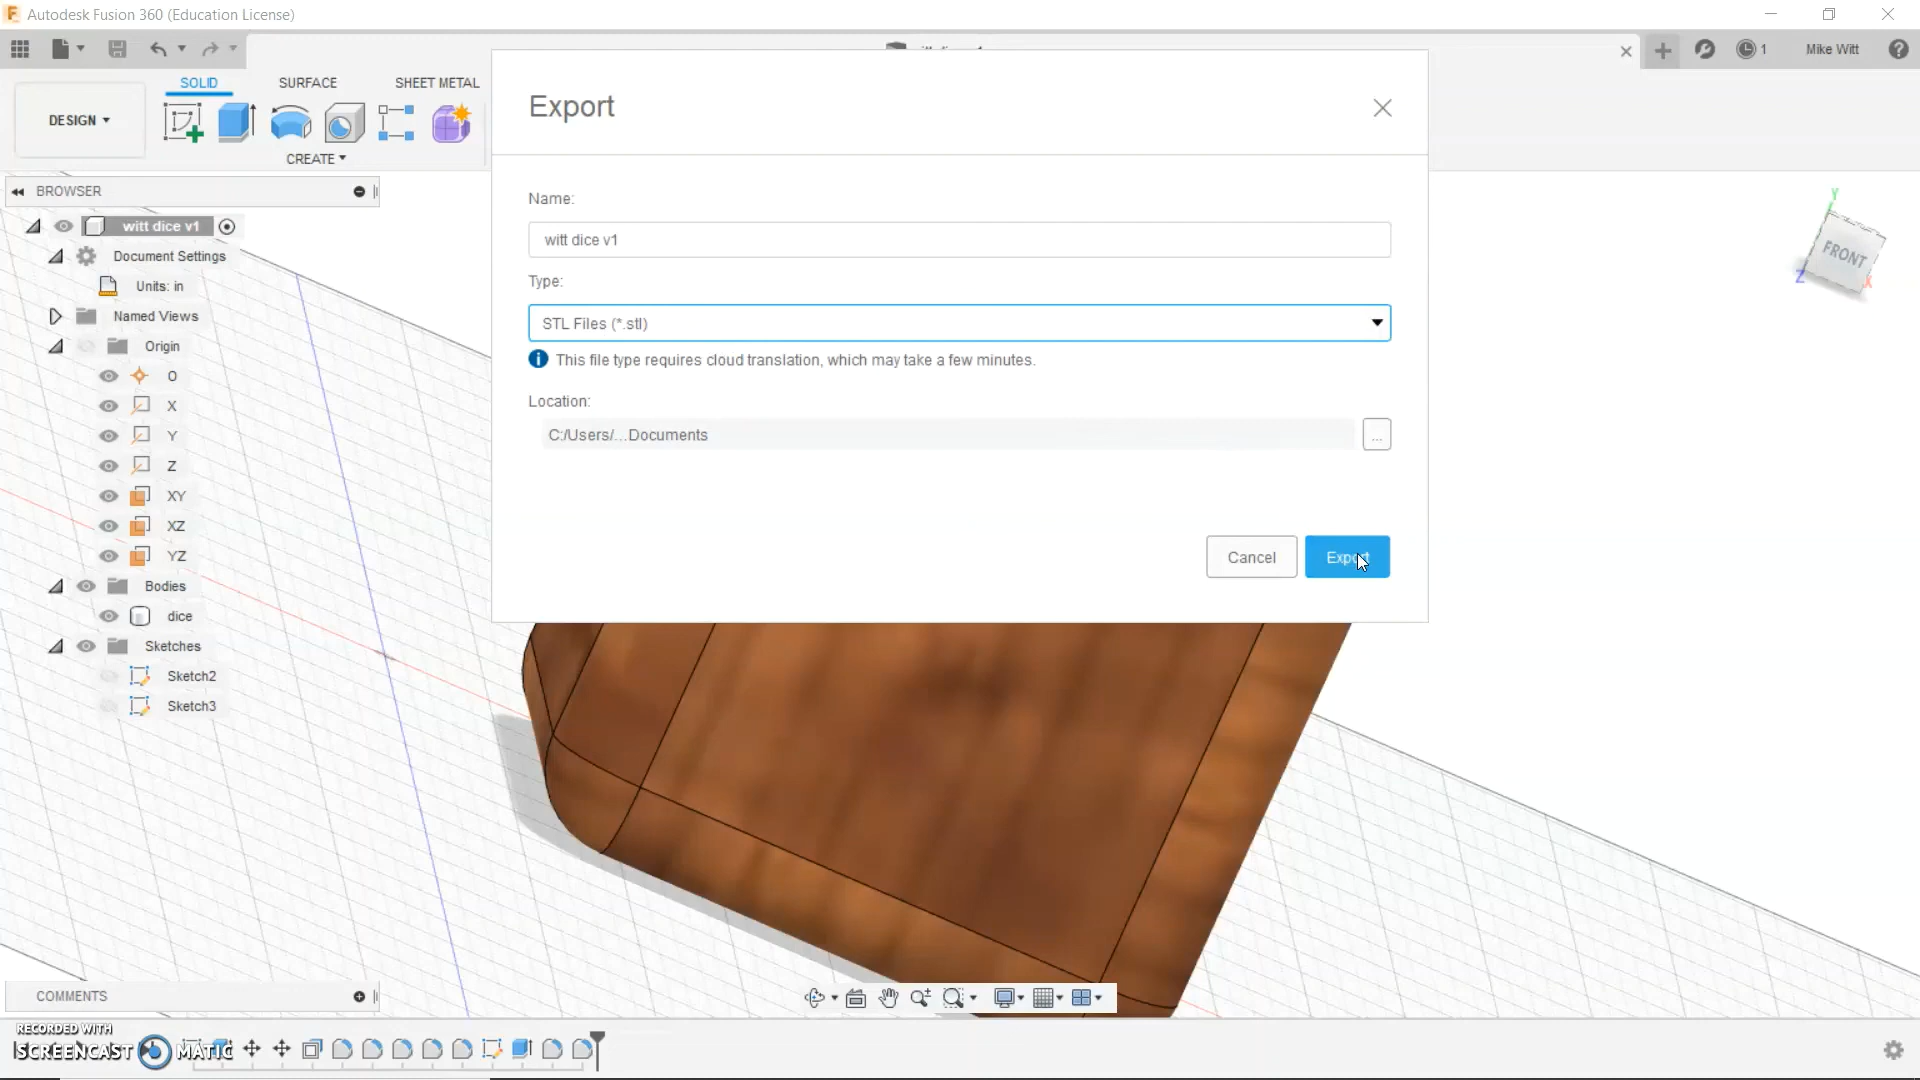 Autodesk Fusion 360 (Education License)
1
Mike Witt
SOLID
SURFACE
SHEET METAL
DESIGN
CREATE
BROWSER
witt dice v1
Document Settings
Units: in
Named Views
Origin
O
X
Y
Z
XY
XZ
YZ
Bodies
dice
Sketches
Sketch2
Sketch3
Export
Name:
witt dice v1
Type:
STL Files (*.stl)
This file type requires cloud translation, which may take a few minutes.
Location:
C:/Users/...Documents
...
Cancel
Export
Y
FRONT
Z
X
COMMENTS
RECORDED WITH
SCREENCAST MATIC